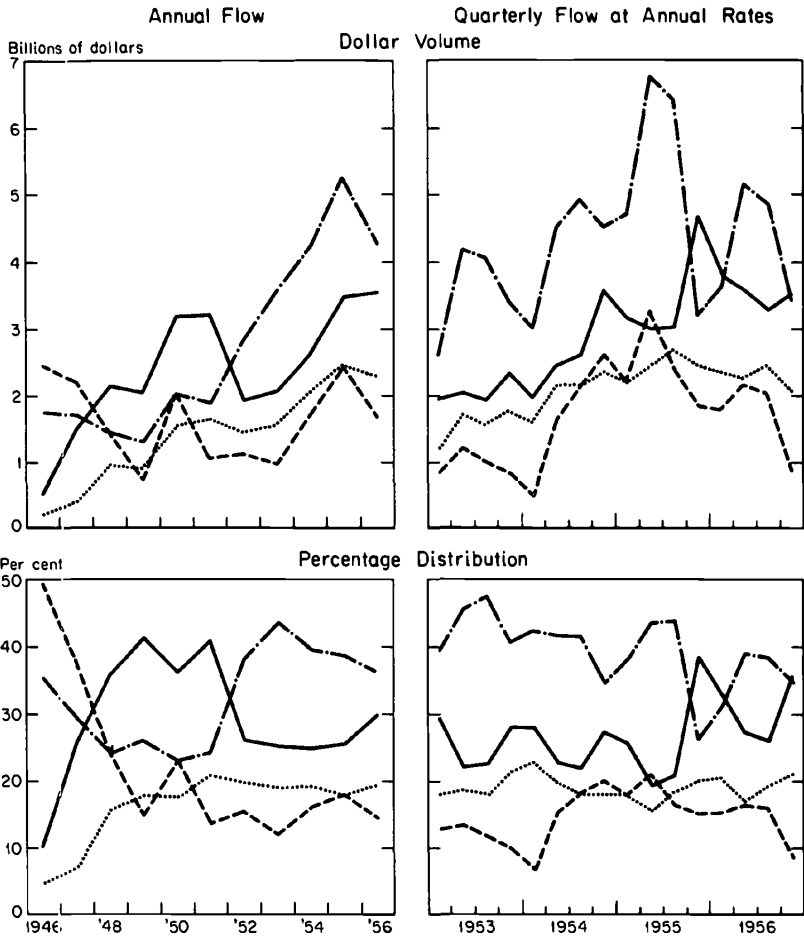 Annual Flow
Quarterly Flow at Annual Rates
Billions of dollars
Dollar Volume
7
6
5
4
3
2
1
0
Per cent
Percentage Distribution
50
40
30
20
10
0
1946 '48 '50 '52 '54 '56
1953 1954 1955 1956